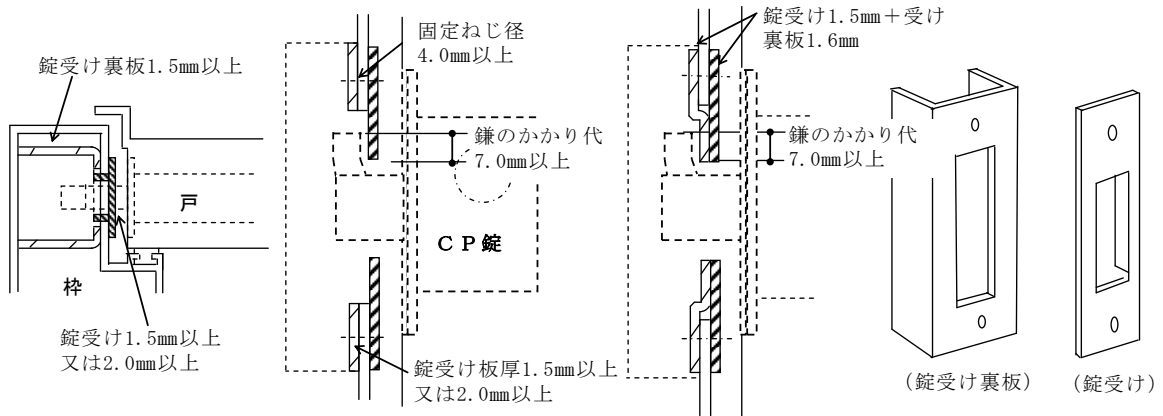 錠受け裏板1.5㎜以上
戸
枠
錠受け1.5㎜以上
又は2.0㎜以上
固定ねじ径
4.0㎜以上
鎌のかかり代
7.0㎜以上
ＣＰ錠
錠受け板厚1.5㎜以上
又は2.0㎜以上
錠受け1.5㎜＋受け
裏板1.6㎜
鎌のかかり代
7.0㎜以上
(錠受け裏板)
(錠受け)